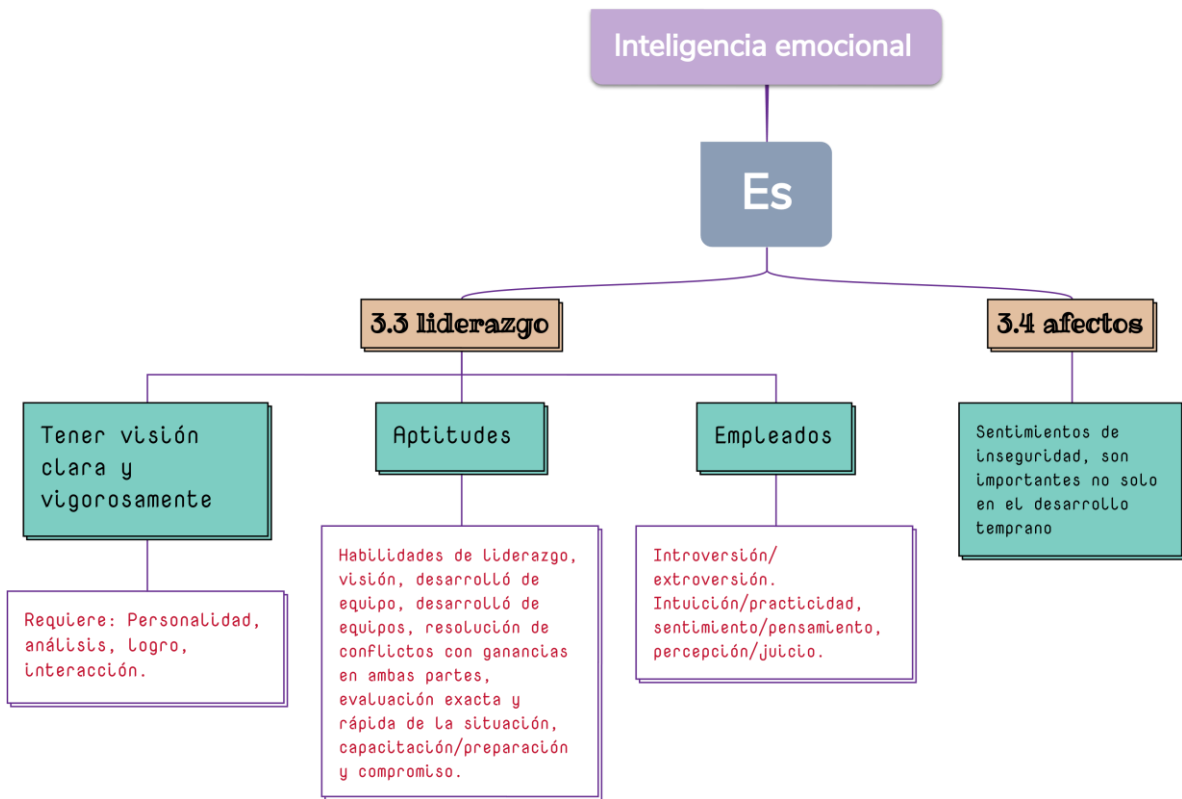 Inteligencia emocional
Es
3.3 liderazgo
3.4 afectos
Tener visión
clara y
vigorosamente
Aptitudes
Empleados
Sentimientos de
inseguridad, son
importantes no solo
en el desarrollo
temprano
Requiere: Personalidad,
análisis, logro,
interacción.
Habilidades de liderazgo,
visión, desarrolló de
equipo, desarrolló de
equipos, resolución de
conflictos con ganancias
en ambas partes,
evaluación exacta y
rápida de la situación,
capacitación/preparación
y compromiso.
Introversión/
extroversión.
Intuición/practicidad,
sentimiento/pensamiento,
percepción/juicio.